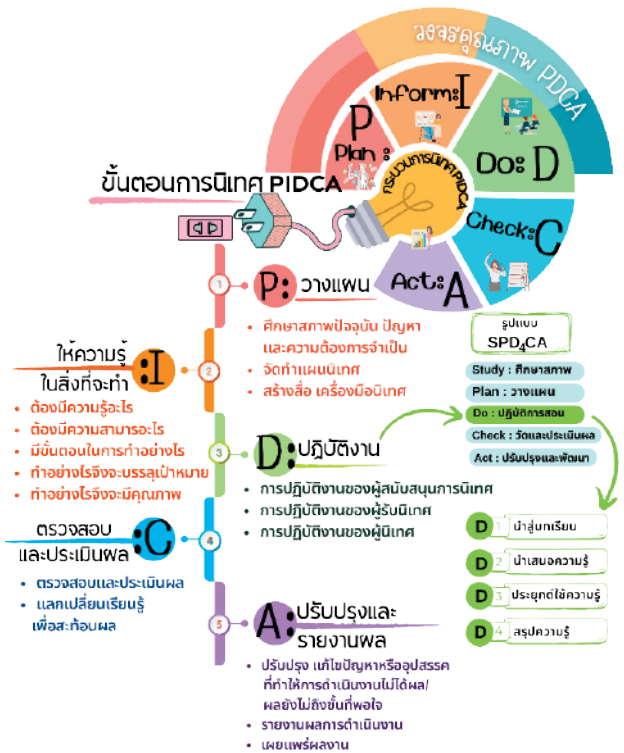 วงจรคุณภาพ PDCA
Inform:I
P
Plan :
Do: D
กระบวนการนิเทศ PIDCA
Check:C
Act: A
ขั้นตอนการนิเทศ PIDCA
1
P: วางแผน
• ศึกษาสภาพปัจจุบัน ปัญหา
และความต้องการจำเป็น
• จัดทำแผนนิเทศ
• สร้างสื่อ เครื่องมือนิเทศ
ให้ความรู้
ในสิ่งที่จะทำ
:I
2
• ต้องมีความรู้อะไร
• ต้องมีความสามารถอะไร
• มีขั้นตอนในการทำอย่างไร
• ทำอย่างไรจึงจะบรรลุเป้าหมาย
• ทำอย่างไรจึงจะมีคุณภาพ
3
D: ปฏิบัติงาน
• การปฏิบัติงานของผู้สนับสนุนการนิเทศ
• การปฏิบัติงานของผู้รับนิเทศ
• การปฏิบัติงานของผู้นิเทศ
ตรวจสอบ
และประเมินผล
:C
4
• ตรวจสอบและประเมินผล
• แลกเปลี่ยนเรียนรู้
เพื่อสะท้อนผล
5
A: ปรับปรุงและ
รายงานผล
• ปรับปรุง แก้ไขปัญหาหรืออุปสรรค
ที่ทำให้การดำเนินงานไม่ได้ผล/
ผลยังไม่ถึงขั้นที่พอใจ
• รายงานผลการดำเนินงาน
• เผยแพร่ผลงาน
รูปแบบ
SPD4CA
Study : ศึกษาสภาพ
Plan : วางแผน
Do : ปฏิบัติการสอน
Check : วัดและประเมินผล
Act : ปรับปรุงและพัฒนา
D 1 นำสู่บทเรียน
D 2 นำเสนอความรู้
D 3 ประยุกต์ใช้ความรู้
D 4 สรุปความรู้